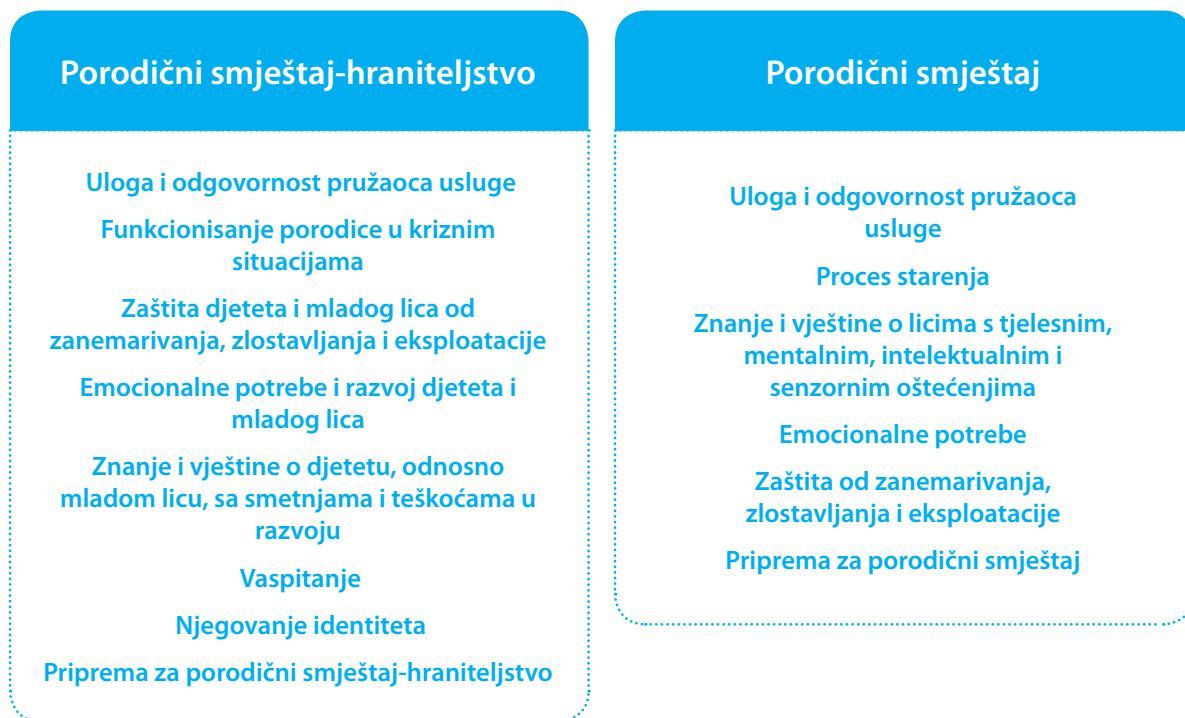 Porodični smještaj-hraniteljstvo
Uloga i odgovornost pružaoca usluge
Funkcionisanje porodice u kriznim
situacijama
Zaštita djeteta i mladog lica od
zanemarivanja, zlostavljanja i eksploatacije
Emocionalne potrebe i razvoj djeteta i
mladog lica
Znanje i vještine o djetetu, odnosno
mladom licu, sa smetnjama i teškoćama u
razvoju
Vaspitanje
Njegovanje identiteta
Priprema za porodični smještaj-hraniteljstvo
Porodični smještaj
Uloga i odgovornost pružaoca
usluge
Proces starenja
Znanje i vještine o licima s tjelesnim,
mentalnim, intelektualnim i
senzornim oštećenjima
Emocionalne potrebe
Zaštita od zanemarivanja,
zlostavljanja i eksploatacije
Priprema za porodični smještaj